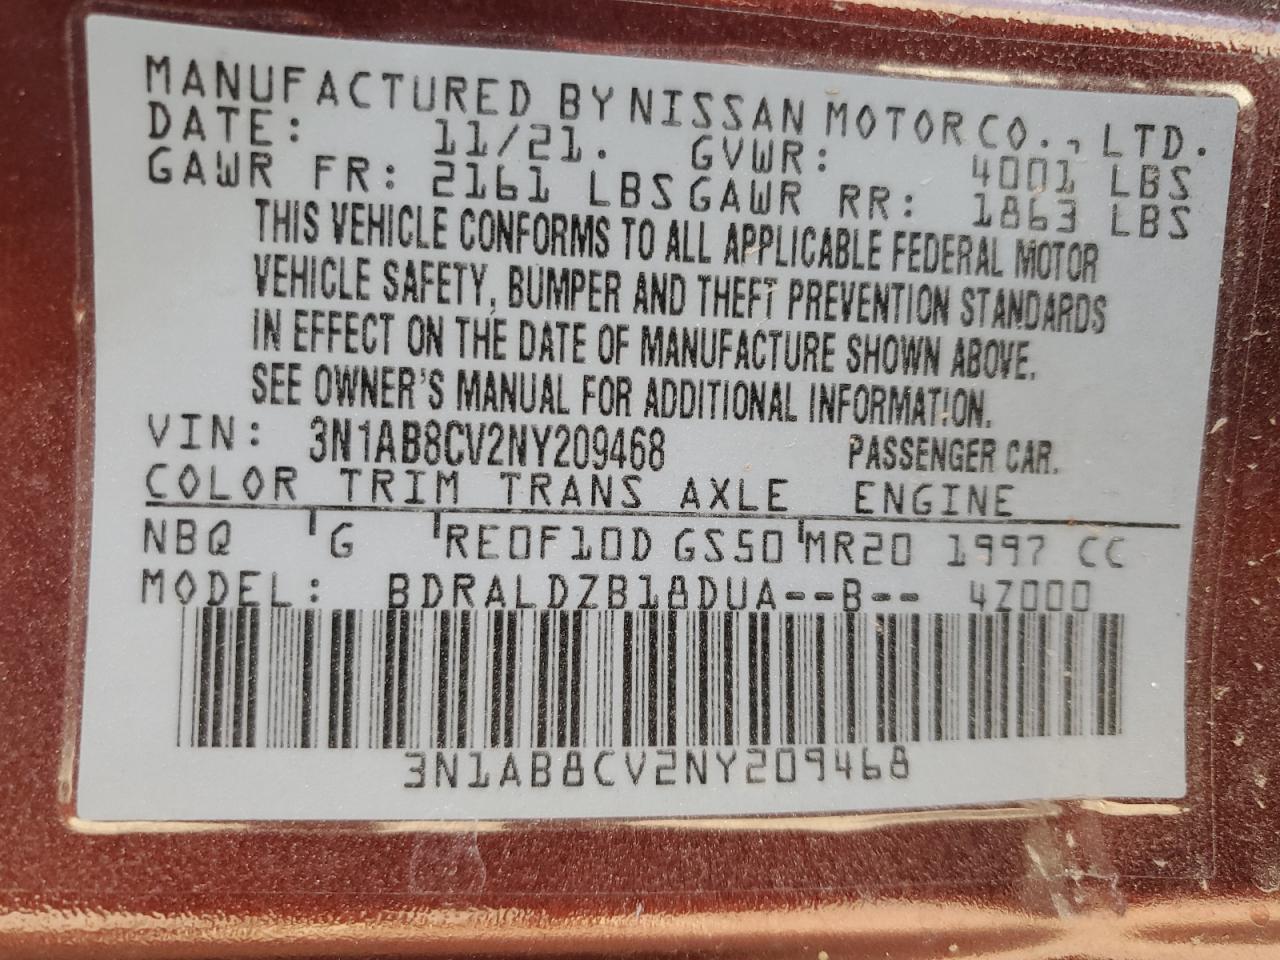 MANUFACTURED BY NISSAN MOTOR CO., LTD.
DATE: 11/21. GVWR: 4001 LBS
GAWR FR: 2161 LBS GAWR RR: 1863 LBS
THIS VEHICLE CONFORMS TO ALL APPLICABLE FEDERAL MOTOR
VEHICLE SAFETY, BUMPER AND THEFT PREVENTION STANDARDS
IN EFFECT ON THE DATE OF MANUFACTURE SHOWN ABOVE.
SEE OWNER'S MANUAL FOR ADDITIONAL INFORMATION.
VIN: 3N1AB8CV2NY209468 PASSENGER CAR.
COLOR TRIM TRANS AXLE ENGINE
NBQ G RE0F10D GS50 MR20 1997 CC
MODEL: BDRALDZB18DUA--B-- 4Z000
3N1AB8CV2NY209468